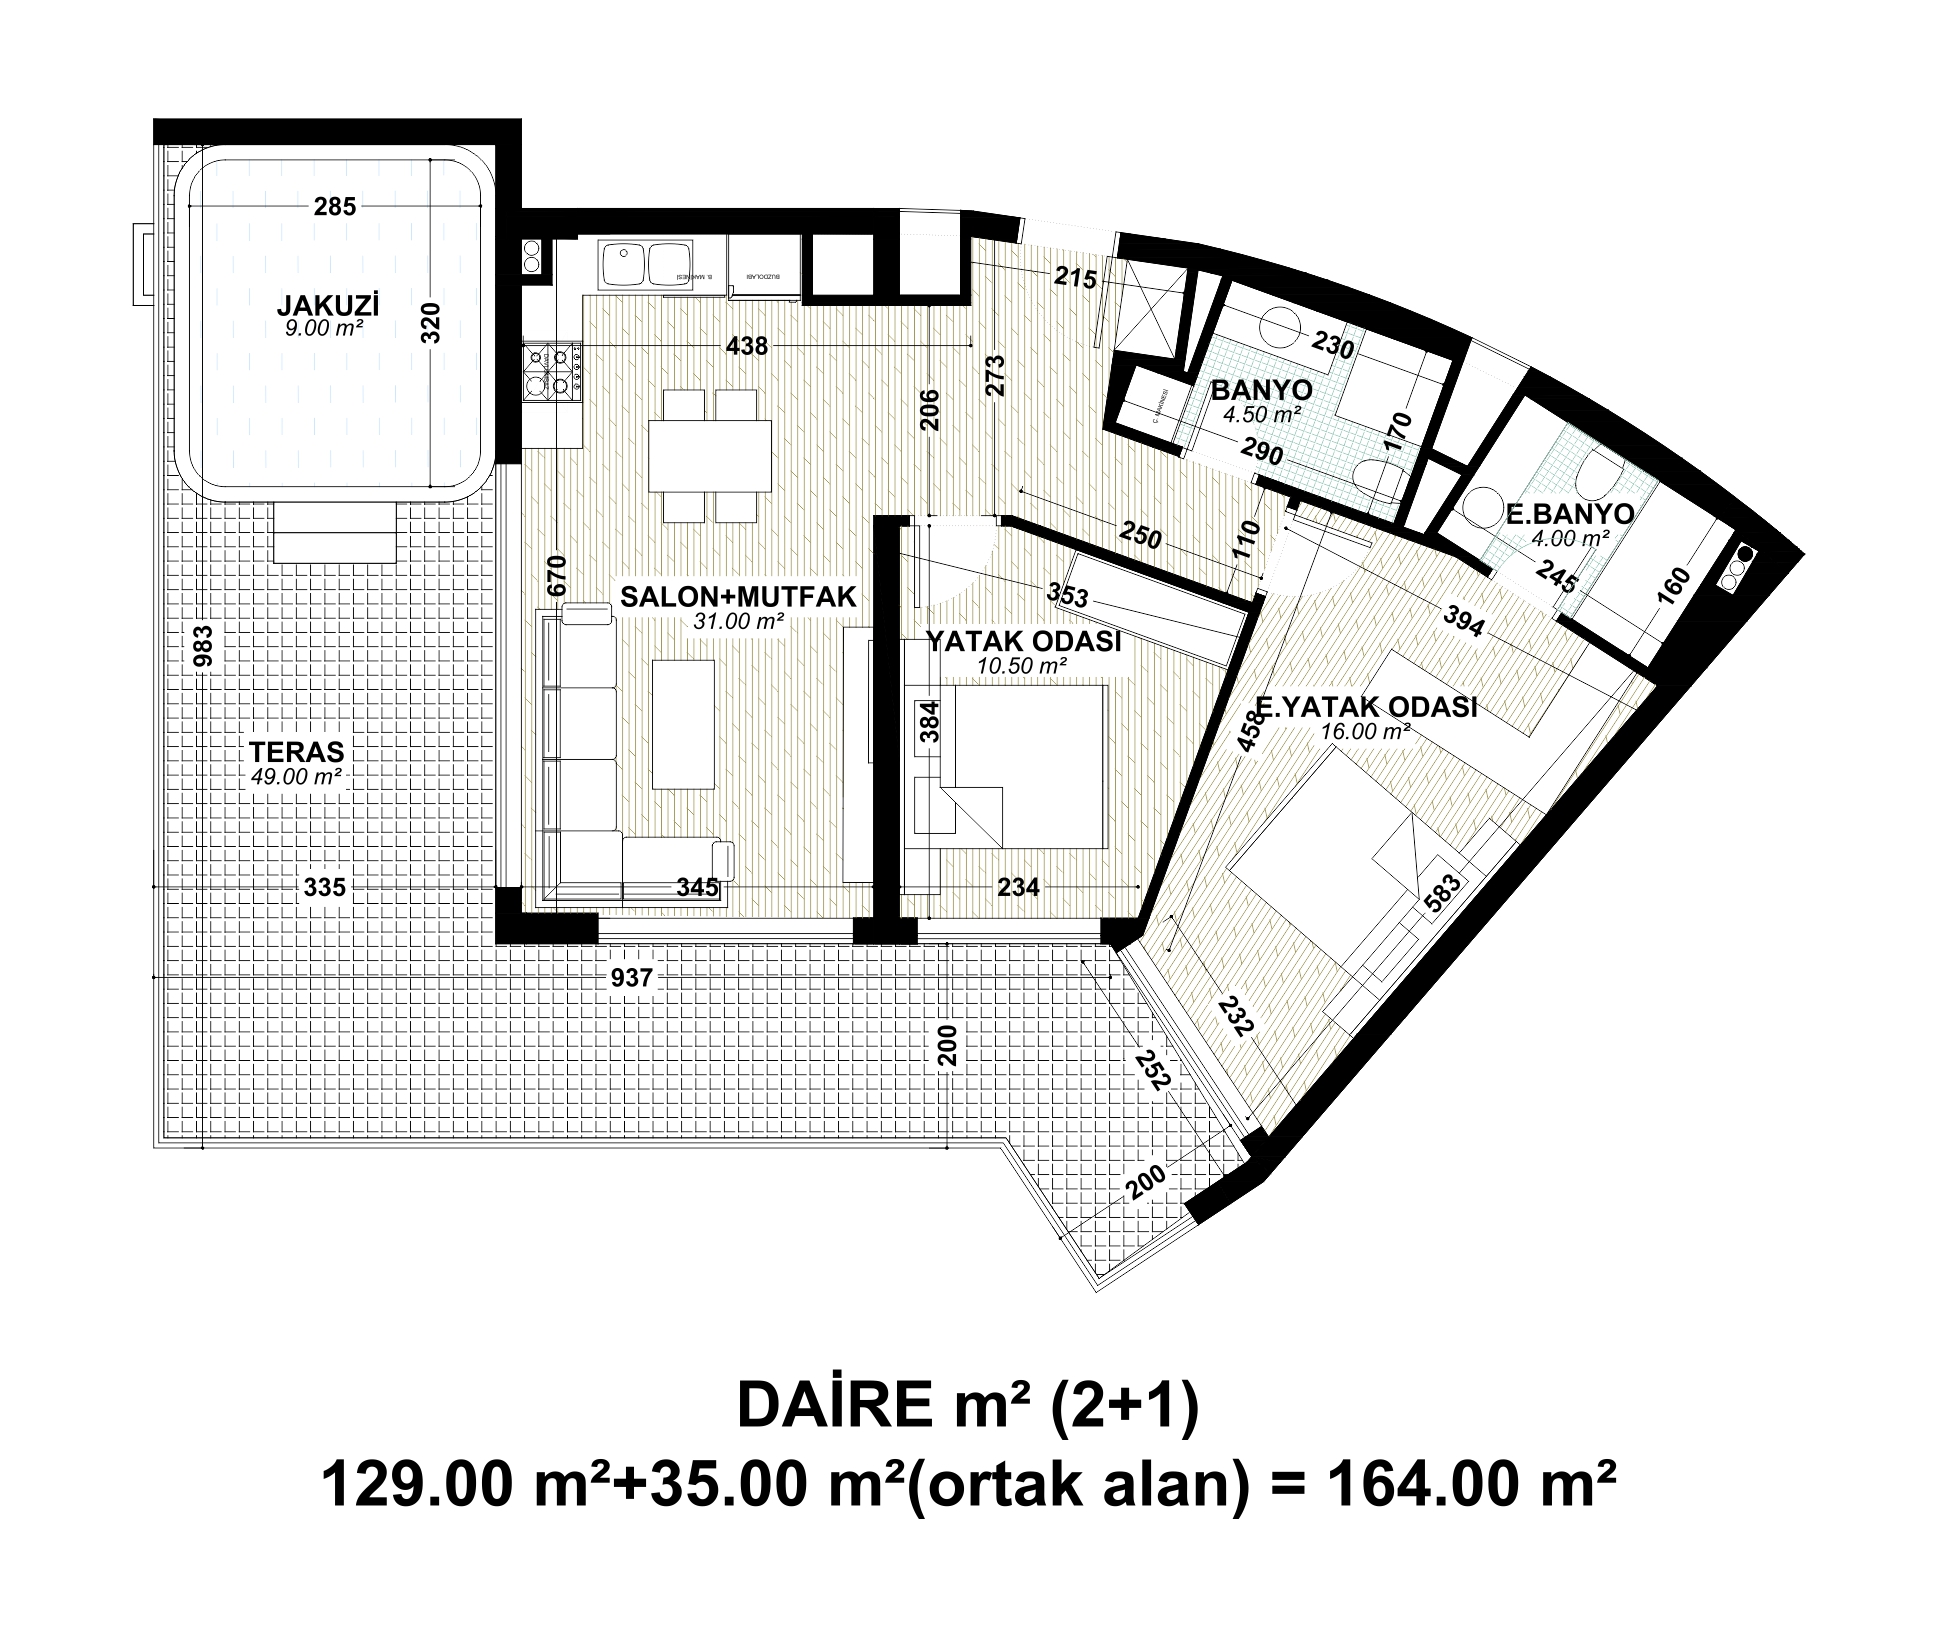 285
JAKUZİ
9.00 m²
320
215
438
273
206
B. MAKİNESİ
BUZDOLABI
Ç. MAKİNESİ
230
BANYO
4.50 m²
170
290
E.BANYO
4.00 m²
245
160
250
110
670
SALON+MUTFAK
31.00 m²
353
394
983
YATAK ODASI
10.50 m²
384
458
E.YATAK ODASI
16.00 m²
TERAS
49.00 m²
335
345
234
583
937
200
232
252
200
DAİRE m² (2+1)
129.00 m²+35.00 m²(ortak alan) = 164.00 m²